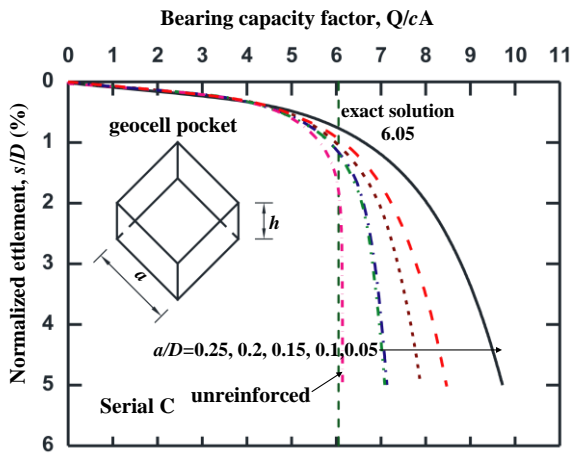 Bearing capacity factor, Q/cA
0 1 2 3 4 5 6 7 8 9 10 11
Normalized ettlement, s/D (%)
0
1
2
3
4
5
6
exact solution
6.05
geocell pocket
h
a
a/D=0.25, 0.2, 0.15, 0.1,0.05
unreinforced
Serial C